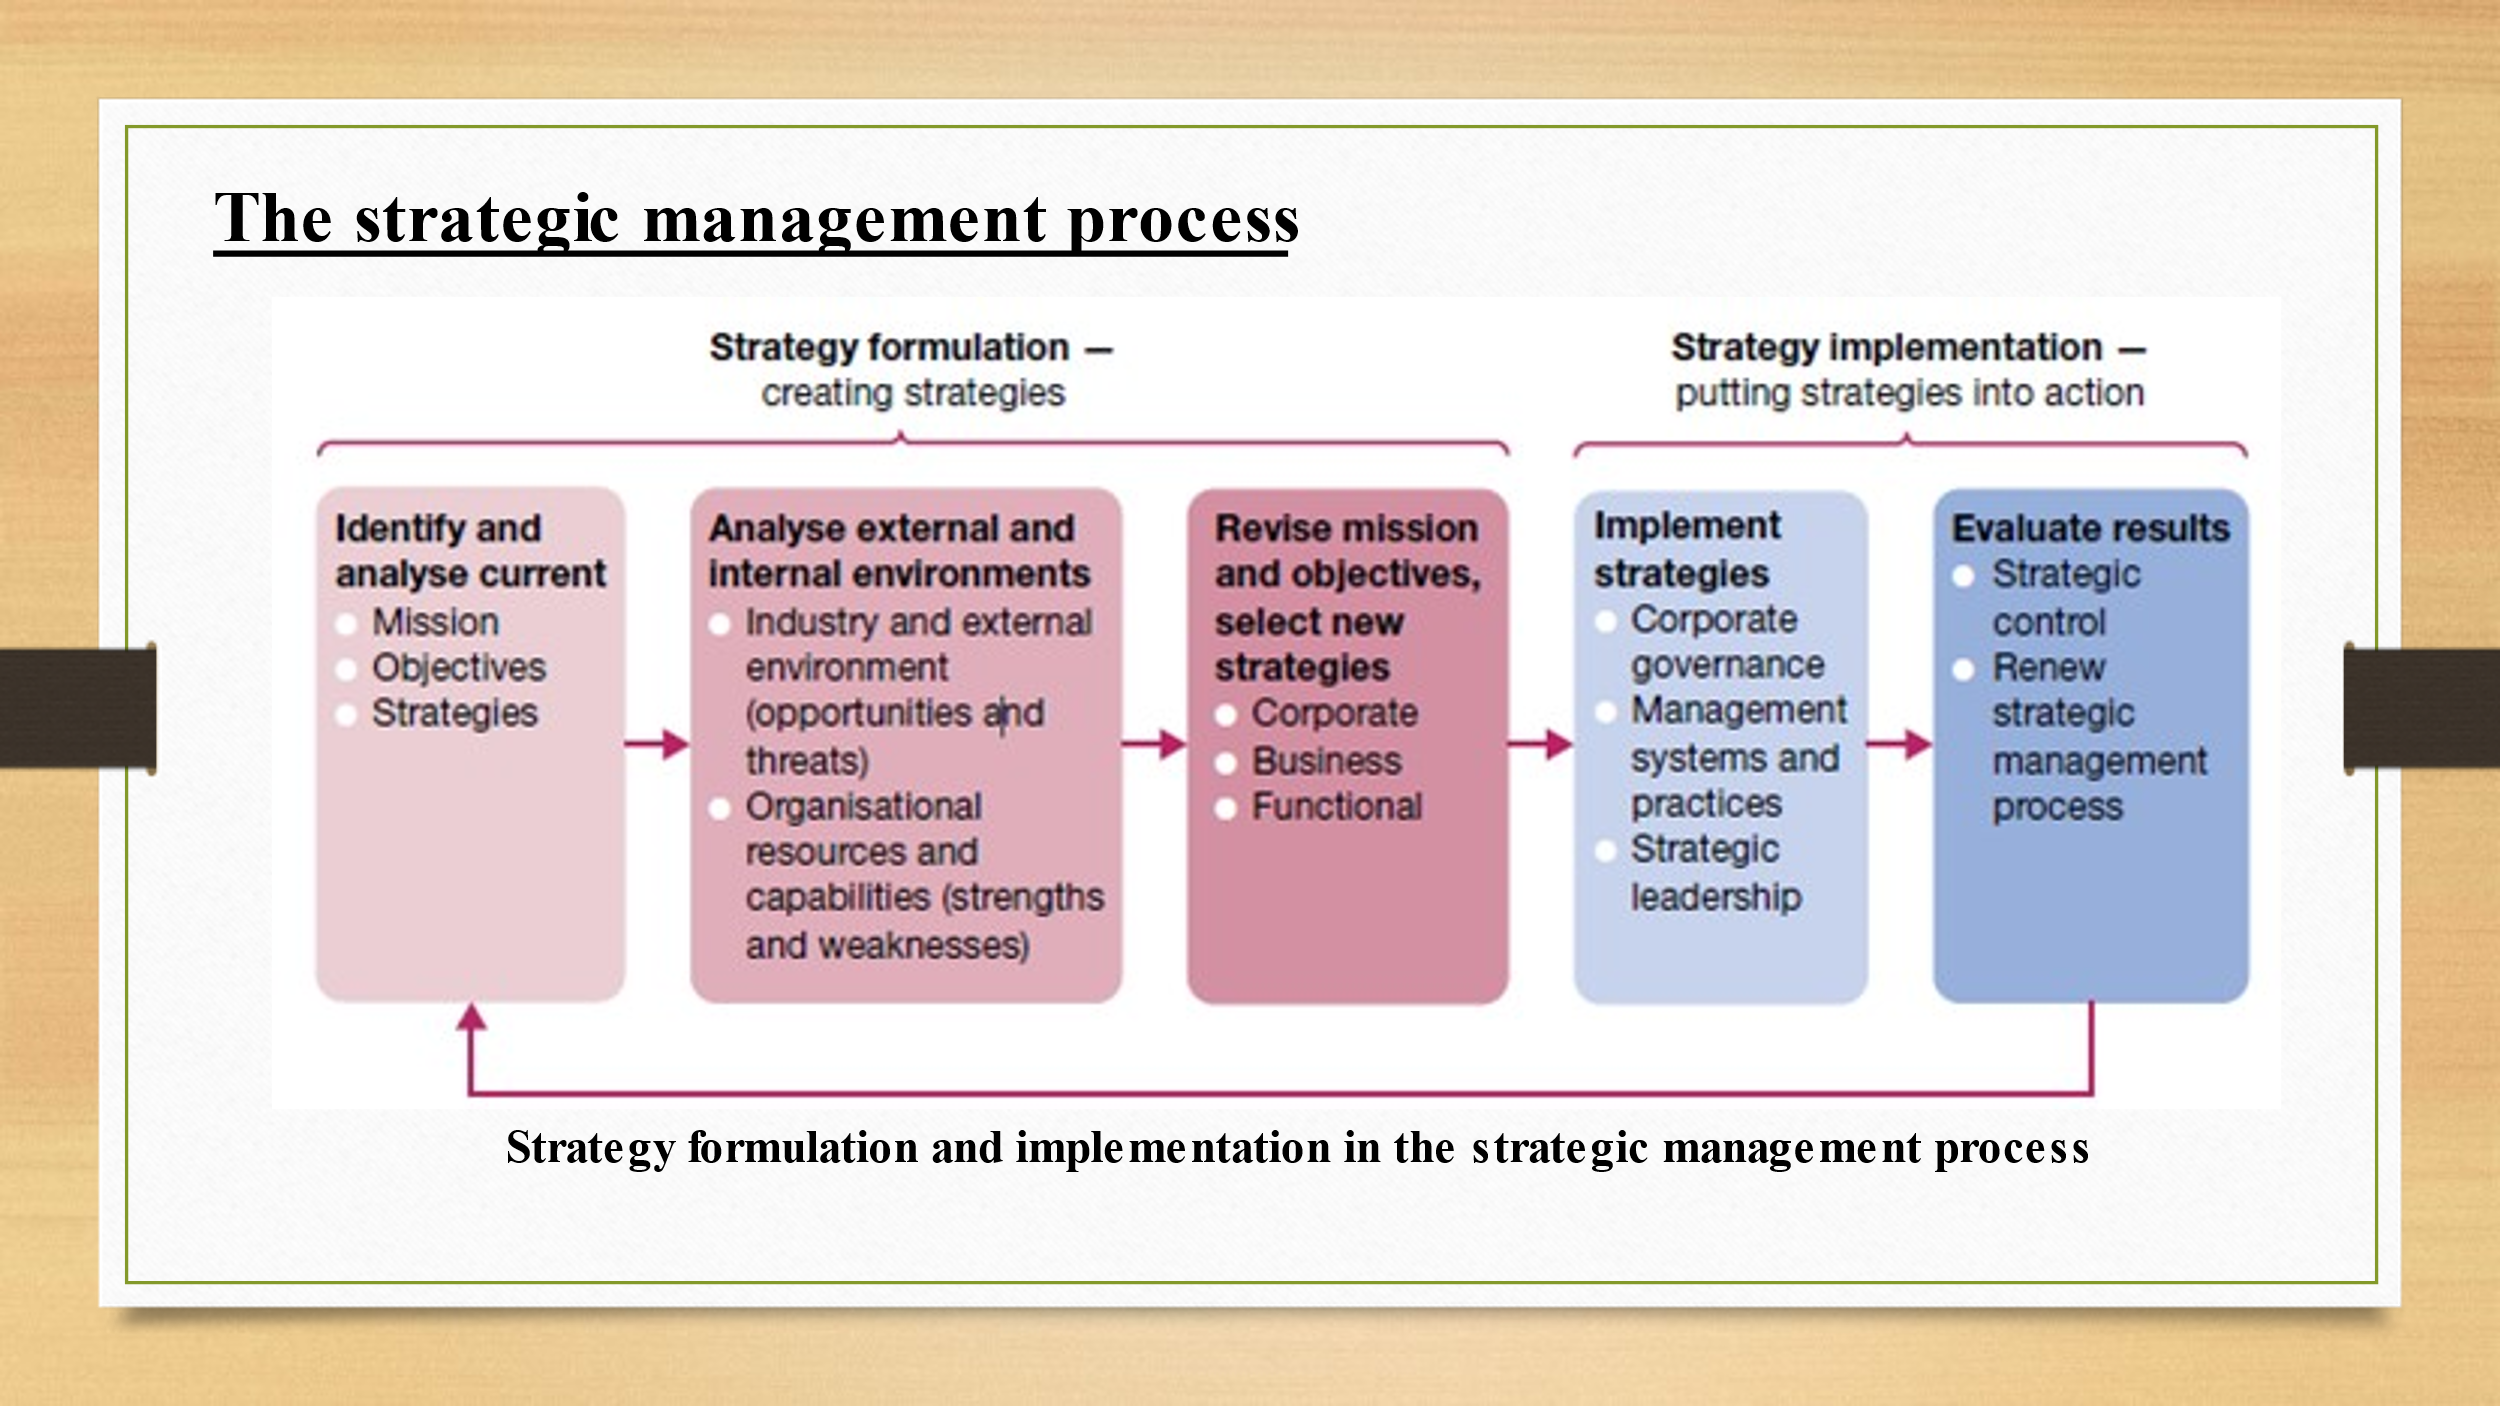 The strategic management process
Strategy formulation —
creating strategies
Strategy implementation —
putting strategies into action
Identify and
analyse current
Mission
Objectives
Strategies
Analyse external and
internal environments
Industry and external
environment
(opportunities and
threats)
Organisational
resources and
capabilities (strengths
and weaknesses)
Revise mission
and objectives,
select new
strategies
Corporate
Business
Functional
Implement
strategies
Corporate
governance
Management
systems and
practices
Strategic
leadership
Evaluate results
Strategic
control
Renew
strategic
management
process
Strategy formulation and implementation in the strategic management process